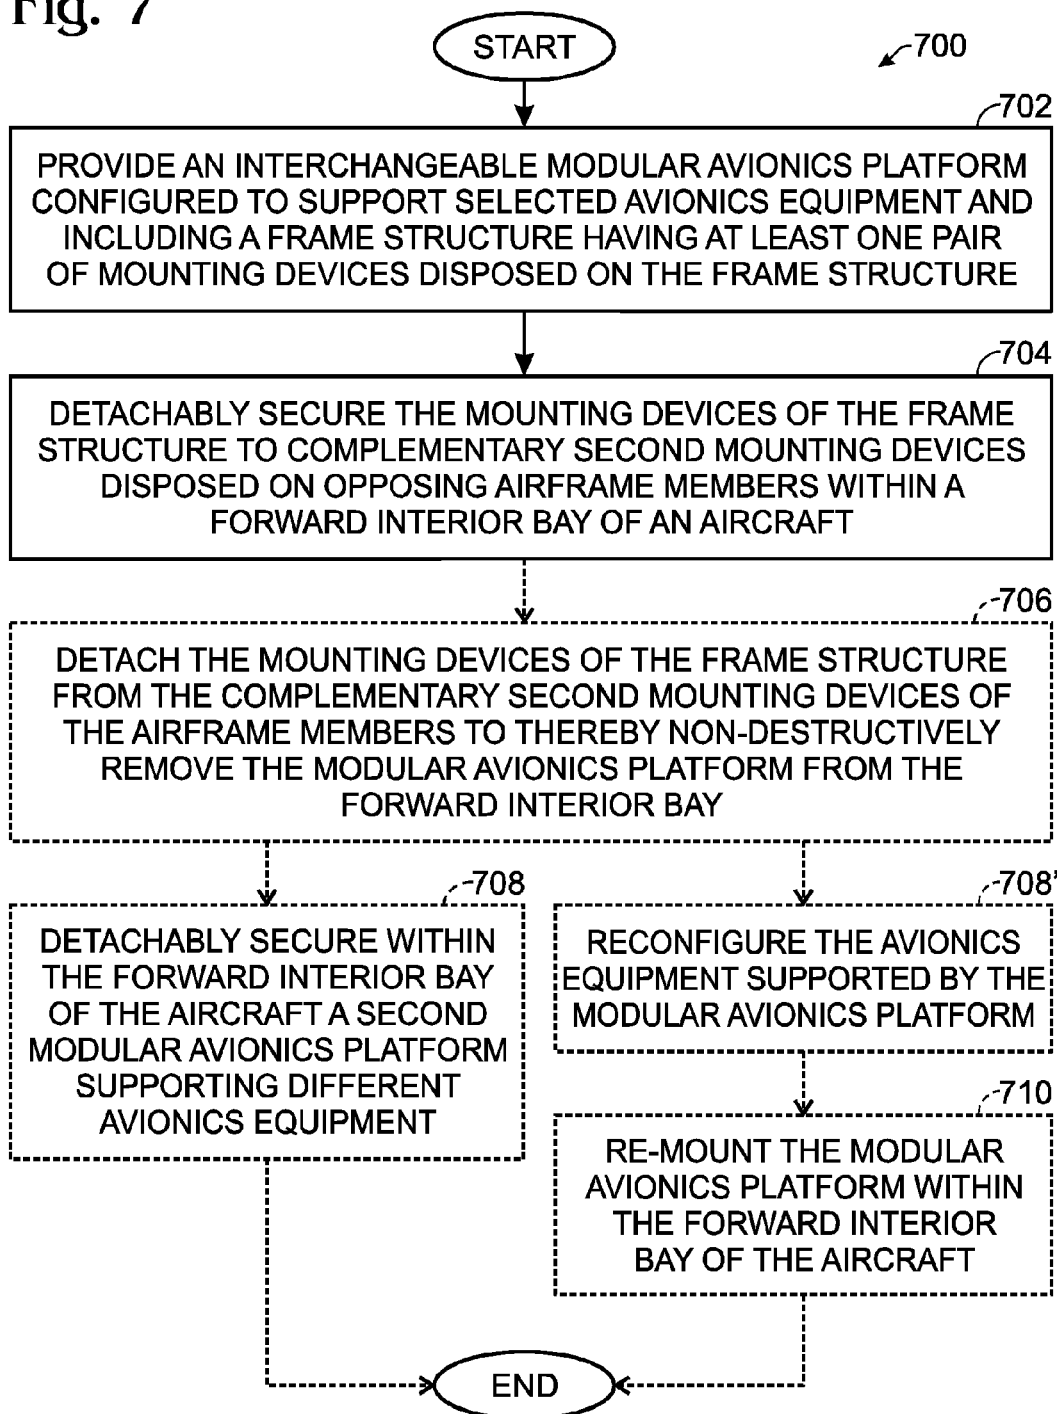 Fig. 7
START
700
702
PROVIDE AN INTERCHANGEABLE MODULAR AVIONICS PLATFORM
CONFIGURED TO SUPPORT SELECTED AVIONICS EQUIPMENT AND
INCLUDING A FRAME STRUCTURE HAVING AT LEAST ONE PAIR
OF MOUNTING DEVICES DISPOSED ON THE FRAME STRUCTURE
704
DETACHABLY SECURE THE MOUNTING DEVICES OF THE FRAME
STRUCTURE TO COMPLEMENTARY SECOND MOUNTING DEVICES
DISPOSED ON OPPOSING AIRFRAME MEMBERS WITHIN A
FORWARD INTERIOR BAY OF AN AIRCRAFT
706
DETACH THE MOUNTING DEVICES OF THE FRAME STRUCTURE
FROM THE COMPLEMENTARY SECOND MOUNTING DEVICES OF
THE AIRFRAME MEMBERS TO THEREBY NON-DESTRUCTIVELY
REMOVE THE MODULAR AVIONICS PLATFORM FROM THE
FORWARD INTERIOR BAY
708
DETACHABLY SECURE WITHIN
THE FORWARD INTERIOR BAY
OF THE AIRCRAFT A SECOND
MODULAR AVIONICS PLATFORM
SUPPORTING DIFFERENT
AVIONICS EQUIPMENT
708'
RECONFIGURE THE AVIONICS
EQUIPMENT SUPPORTED BY THE
MODULAR AVIONICS PLATFORM
710
RE-MOUNT THE MODULAR
AVIONICS PLATFORM WITHIN
THE FORWARD INTERIOR
BAY OF THE AIRCRAFT
END